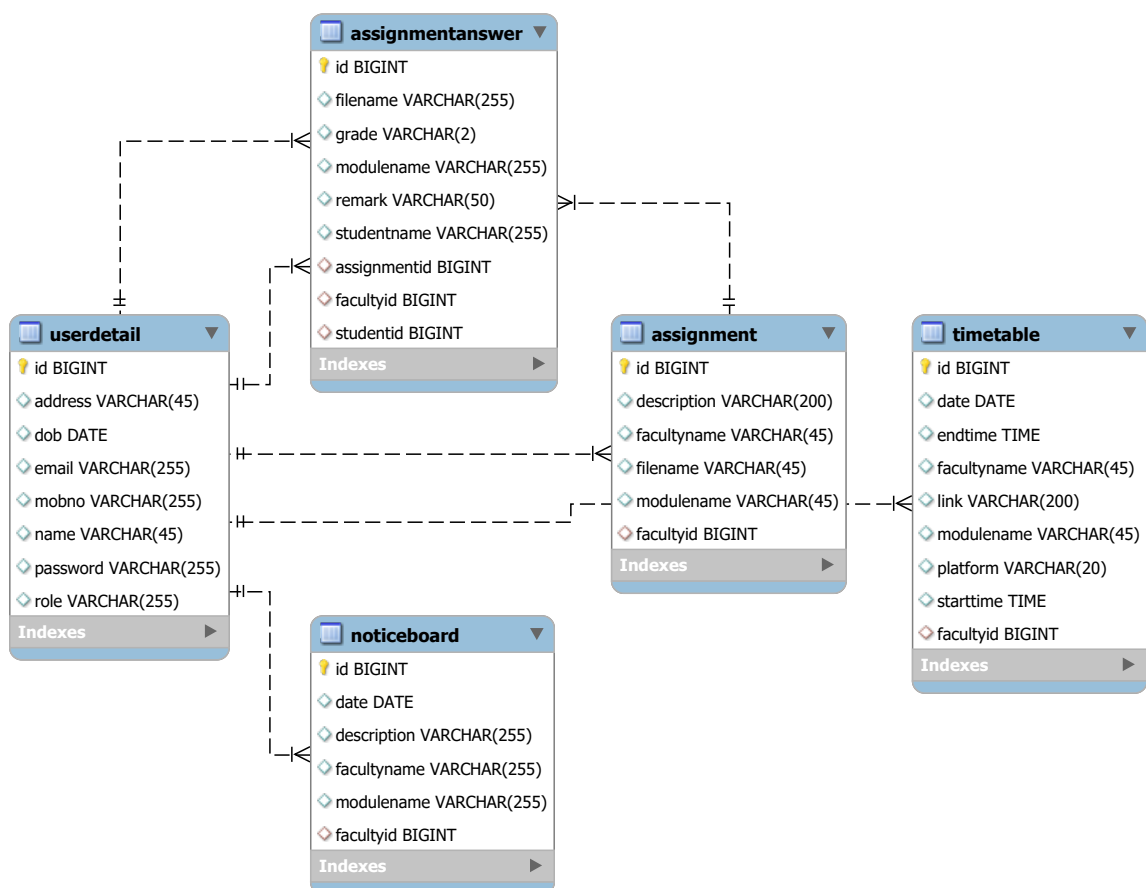 assignmentanswer
id BIGINT
filename VARCHAR(255)
grade VARCHAR(2)
modulename VARCHAR(255)
remark VARCHAR(50)
studentname VARCHAR(255)
assignmentid BIGINT
facultyid BIGINT
studentid BIGINT
Indexes
userdetail
id BIGINT
address VARCHAR(45)
dob DATE
email VARCHAR(255)
mobno VARCHAR(255)
name VARCHAR(45)
password VARCHAR(255)
role VARCHAR(255)
Indexes
assignment
id BIGINT
description VARCHAR(200)
facultyname VARCHAR(45)
filename VARCHAR(45)
modulename VARCHAR(45)
facultyid BIGINT
Indexes
timetable
id BIGINT
date DATE
endtime TIME
facultyname VARCHAR(45)
link VARCHAR(200)
modulename VARCHAR(45)
platform VARCHAR(20)
starttime TIME
facultyid BIGINT
Indexes
noticeboard
id BIGINT
date DATE
description VARCHAR(255)
facultyname VARCHAR(255)
modulename VARCHAR(255)
facultyid BIGINT
Indexes